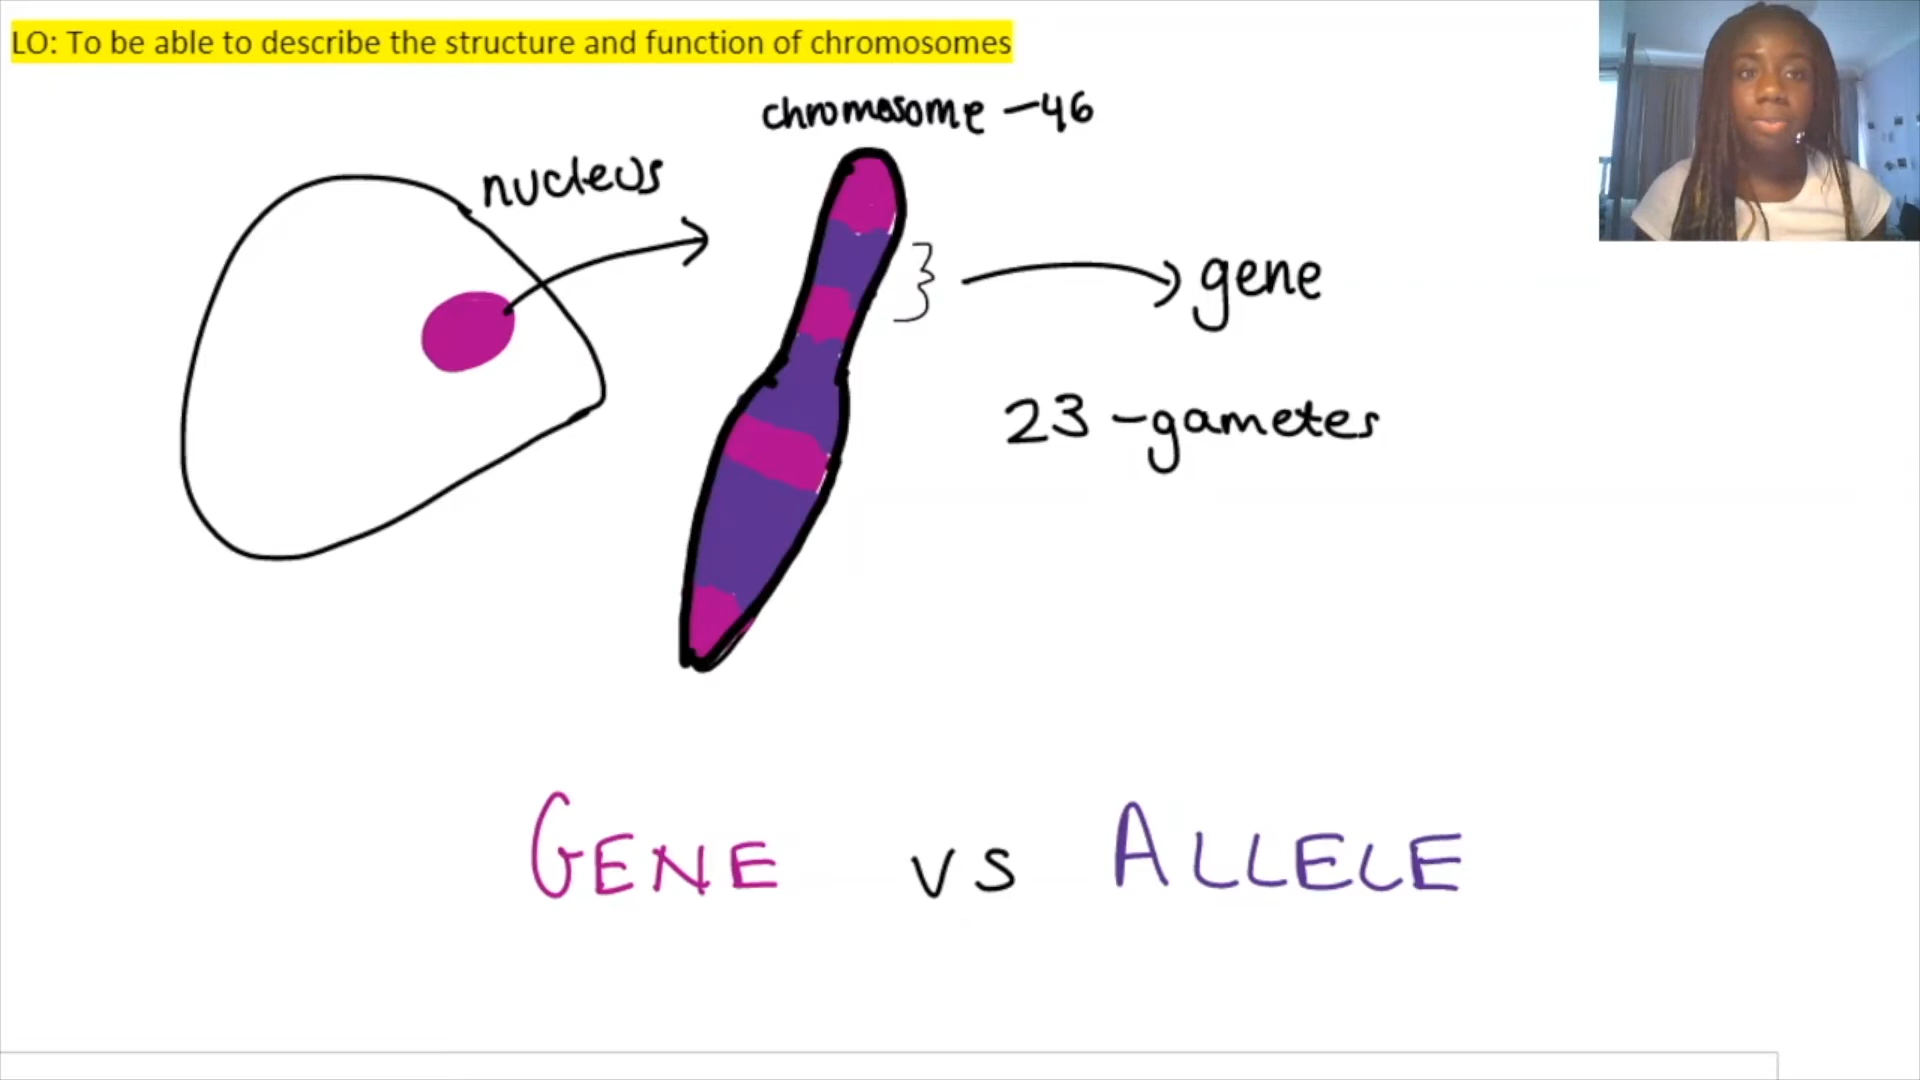 LO: To be able to describe the structure and function of chromosomes
chromosome - 46
nucleus
gene
23 - gametes
GENE vs ALLELE